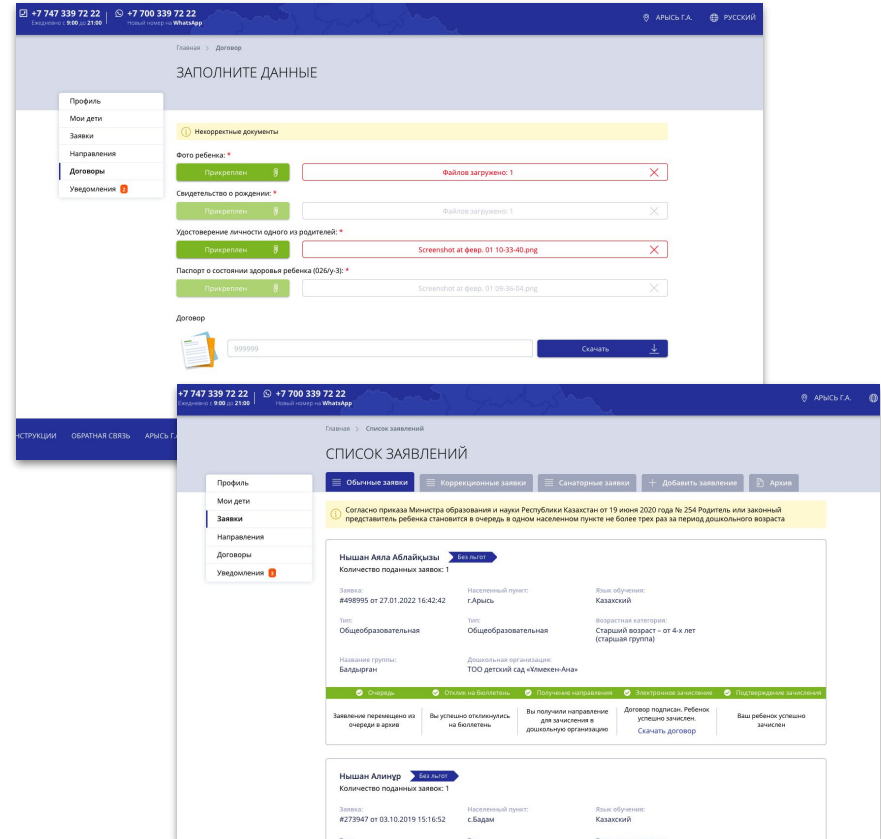 +7 747 339 72 22
Ежедневно с 9:00 до 21:00
+7 700 339 72 22
Новый номер на WhatsApp
АРЫСЬ Г.А.
РУССКИЙ
Главная > Договор
ЗАПОЛНИТЕ ДАННЫЕ
Профиль
Мои дети
Заявки
Направления
Договоры
Уведомления
Некорректные документы
Фото ребенка: *
Прикреплен
Файлов загружено: 1
Свидетельство о рождении: *
Прикреплен
Файлов загружено: 1
Удостоверение личности одного из родителей: *
Прикреплен
Screenshot at февр. 01 10-33-40.png
Паспорт о состоянии здоровья ребенка (026/у-3): *
Прикреплен
Screenshot at февр. 01 09-36-04.png
Договор
999999
Скачать
ОБРАТНАЯ СВЯЗЬ
+7 747 339 72 22
Ежедневно с 9:00 до 21:00
+7 700 339 72 22
Новый номер на WhatsApp
АРЫСЬ Г.А.
Главная > Список заявлений
СПИСОК ЗАЯВЛЕНИЙ
Профиль
Мои дети
Заявки
Направления
Договоры
Уведомления
Обычные заявки
Коррекционные заявки
Санаторные заявки
+ Добавить заявление
Архив
Согласно приказа Министра образования и науки Республики Казахстан от 19 июня 2020 года № 254 Родитель или законный
представитель ребенка становится в очередь в одном населенном пункте не более трех раз за период дошкольного возраста
Нышан Аяла Аблайқызы
Без льгот
Количество поданных заявок: 1
Заявка:
#498995 от 27.01.2022 16:42:42
Населенный пункт:
г.Арысь
Язык обучения:
Казахский
Тип:
Общеобразовательная
Тип:
Общеобразовательная
Возрастная категория:
Старший возраст – от 4-х лет
(старшая группа)
Название группы:
Балдырған
Дошкольная организация:
ТОО детский сад «Үлмекен-Ана»
Очередь
Отклик на бюллетень
Получение направления
Электронное зачисление
Подтверждение зачисления
Заявление перемещено из
очереди в архив
Вы успешно откликнулись
на бюллетень
Вы получили направление
для зачисления в
дошкольную организацию
Договор подписан. Ребенок
успешно зачислен.
Скачать договор
Ваш ребенок успешно
зачислен
Нышан Алинұр
Без льгот
Количество поданных заявок: 1
Заявка:
#273947 от 03.10.2019 15:16:52
Населенный пункт:
с.Бадам
Язык обучения:
Казахский